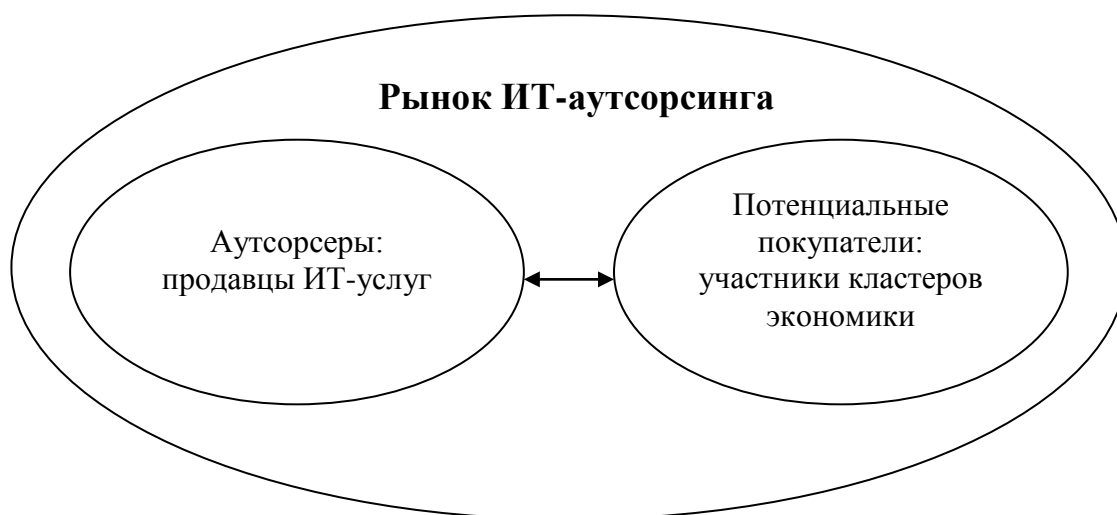 Рынок ИТ-аутсорсинга
Аутсорсеры:
продавцы ИТ-услуг
Потенциальные
покупатели:
участники кластеров
экономики